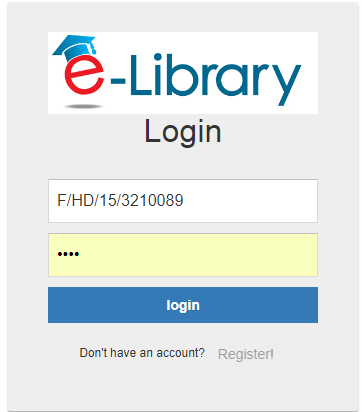 e-Library
Login
F/HD/15/3210089
••••
login
Don't have an account? Register!